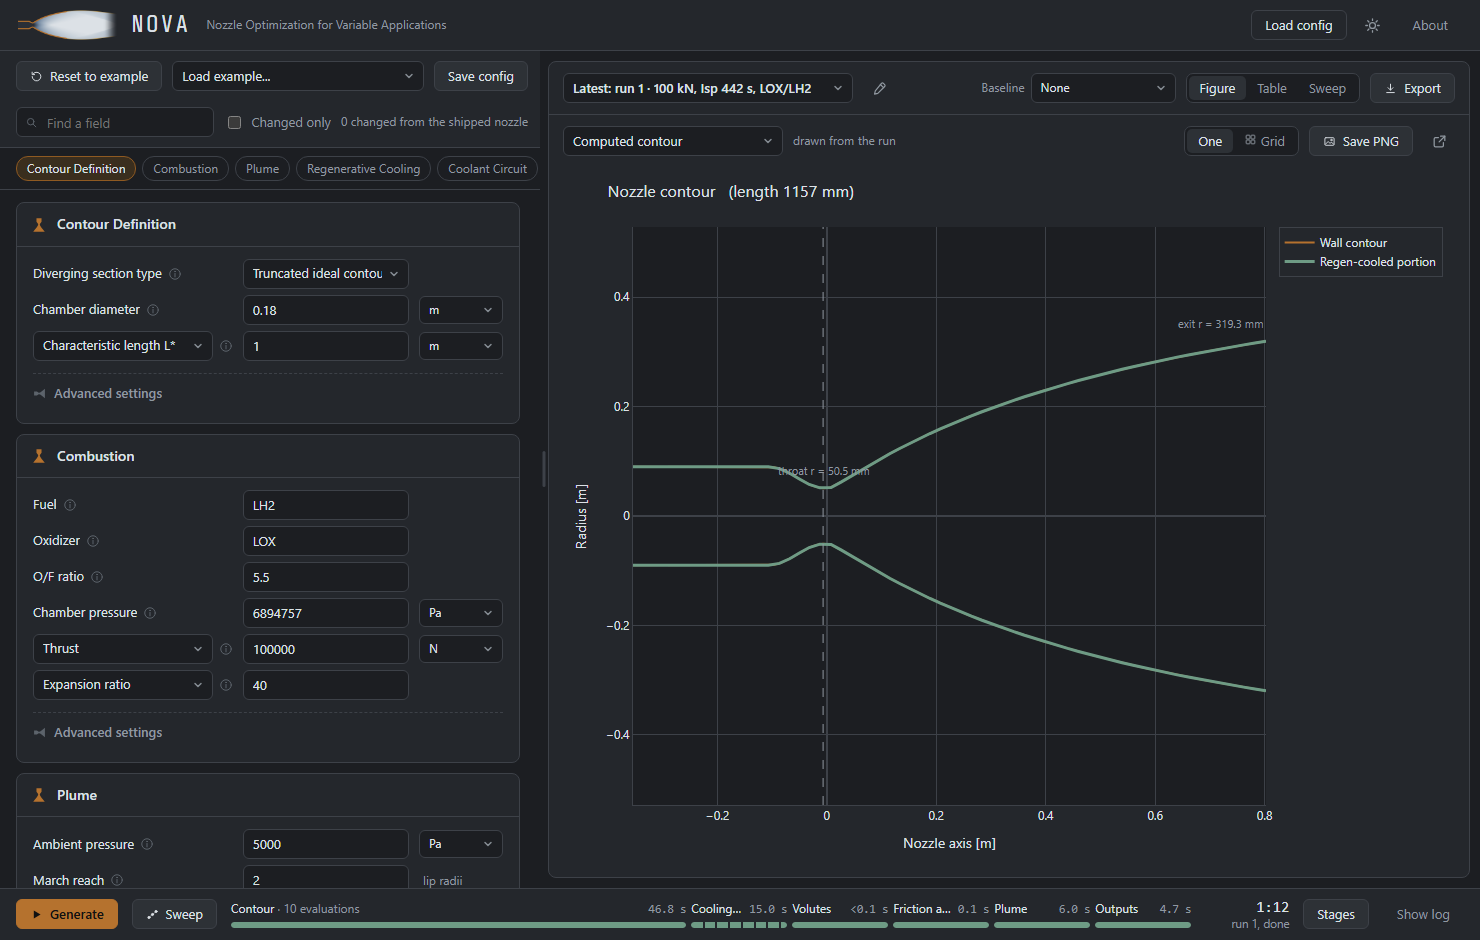 NOVA
Nozzle Optimization for Variable Applications
Load config
About
Reset to example
Load example...
Save config
Find a field
Changed only
0 changed from the shipped nozzle
Contour Definition
Combustion
Plume
Regenerative Cooling
Coolant Circuit
Contour Definition
Diverging section type
Truncated ideal contou
Chamber diameter
0.18
m
Characteristic length L*
1
m
Advanced settings
Combustion
Fuel
LH2
Oxidizer
LOX
O/F ratio
5.5
Chamber pressure
6894757
Pa
Thrust
100000
N
Expansion ratio
40
Advanced settings
Plume
Ambient pressure
5000
Pa
March reach
2
lip radii
Latest: run 1 · 100 kN, Isp 442 s, LOX/LH2
Baseline
None
Figure
Table
Sweep
Export
Computed contour
drawn from the run
One
Grid
Save PNG
Nozzle contour (length 1157 mm)
Wall contour
Regen-cooled portion
exit r = 319.3 mm
throat r = 50.5 mm
0.4
0.2
0
−0.2
−0.4
Radius [m]
−0.2
0
0.2
0.4
0.6
0.8
Nozzle axis [m]
Generate
Sweep
Contour · 10 evaluations
46.8 s
Cooling...
15.0 s
Volutes
<0.1 s
Friction a...
0.1 s
Plume
6.0 s
Outputs
4.7 s
1:12
run 1, done
Stages
Show log